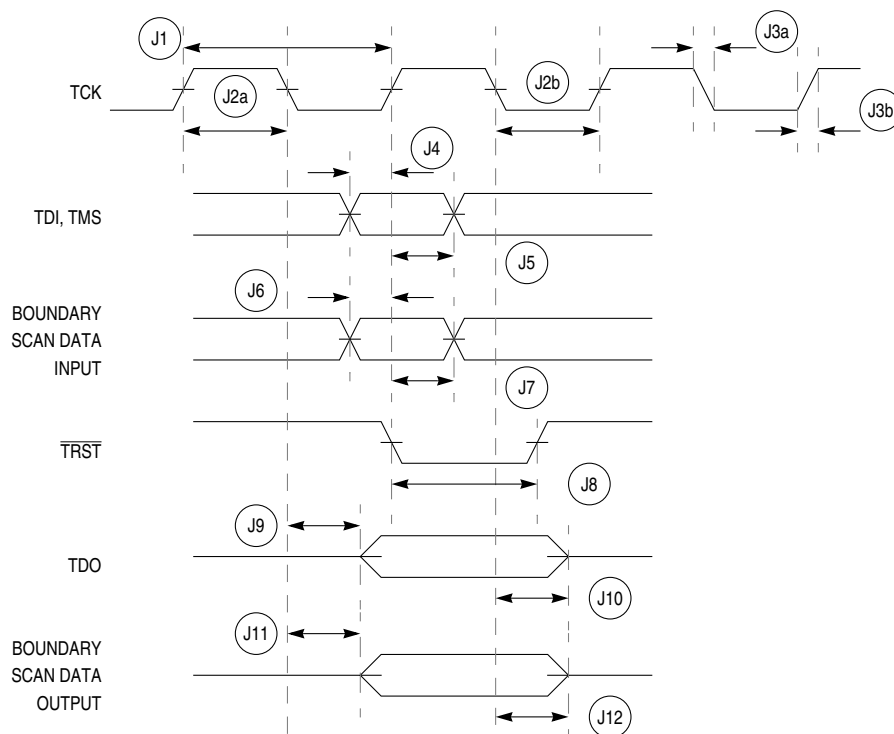 J1
J3a
TCK
J2a
J2b
J3b
J4
TDI, TMS
J5
J6
BOUNDARY
SCAN DATA
INPUT
J7
TRST
J8
J9
TDO
J10
J11
BOUNDARY
SCAN DATA
OUTPUT
J12